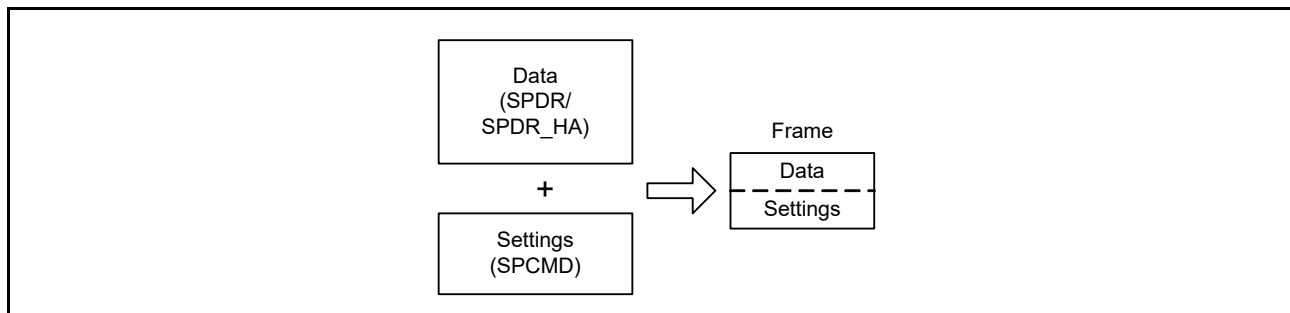 Data
(SPDR/
SPDR_HA)
+
Settings
(SPCMD)
Frame
Data
Settings